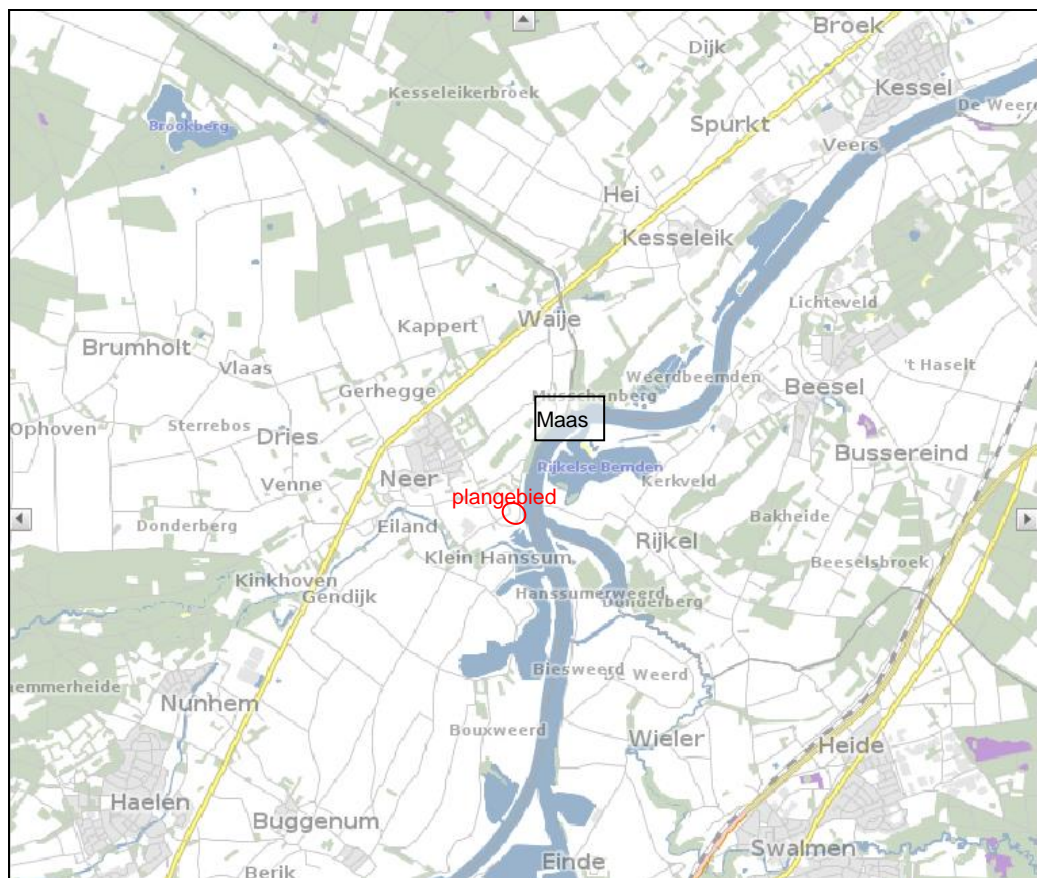 Broek
Dijk
Kessel
Kesseleikerbroek
De Weerd
Spurkt
Brookberg
Veers
Hei
Kesseleik
Lichteveld
Waije
Kappert
Brumholt
Vlaas
't Haselt
Weerdbeemden
Beesel
Gerhegge
Musschenberg
Maas
Ophoven
Sterrebos
Dries
Bussereind
Rijkelse Bemden
Neer
Kerkveld
Venne
plangebied
Bakheide
Donderberg
Eiland
Rijkel
Klein Hanssum
Beeselsbroek
Kinkhoven
Gendijk
Hanssumerweerd
Donderberg
Biesweerd
De Weerd
Nunhem
Bouxweerd
Wieler
Heide
Haelen
Buggenum
Swalmen
Einde
Berik